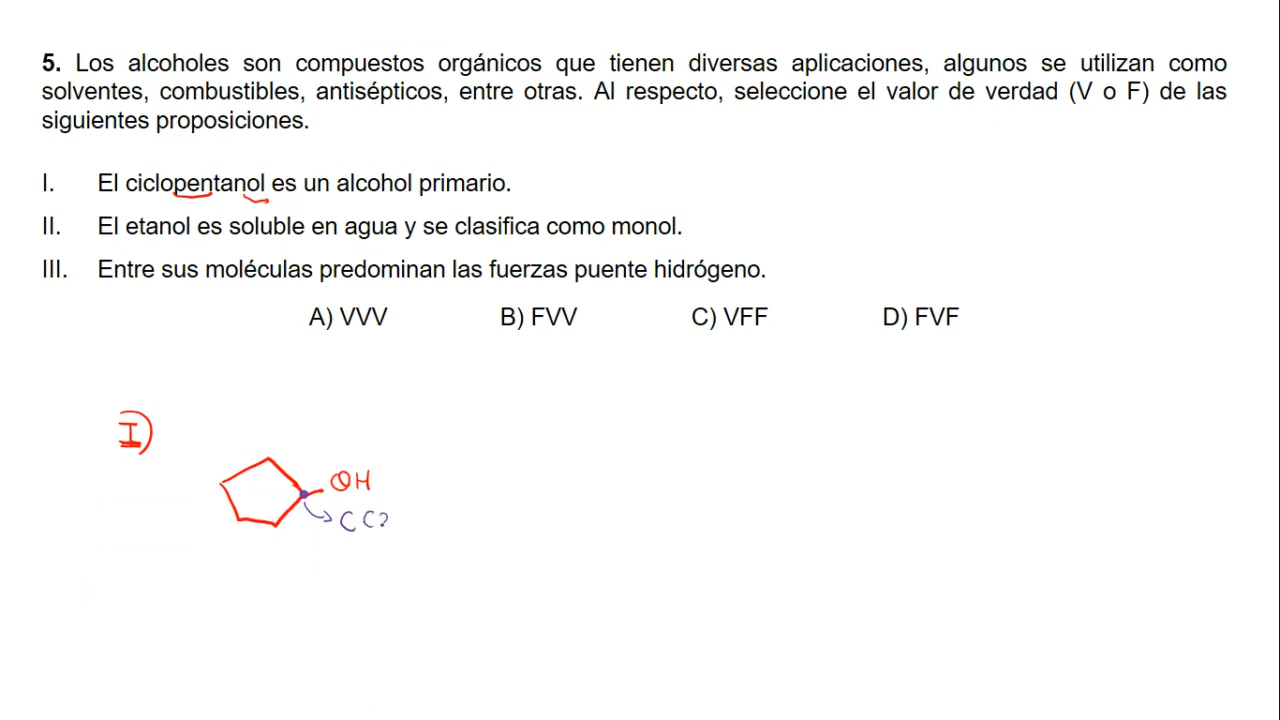 5. Los alcoholes son compuestos orgánicos que tienen diversas aplicaciones, algunos se utilizan como
solventes, combustibles, antisépticos, entre otras. Al respecto, seleccione el valor de verdad (V o F) de las
siguientes proposiciones.
I. El ciclopentanol es un alcohol primario.
II. El etanol es soluble en agua y se clasifica como monol.
III. Entre sus moléculas predominan las fuerzas puente hidrógeno.
A) VVV B) FVV C) VFF D) FVF
I)
OH
CC?